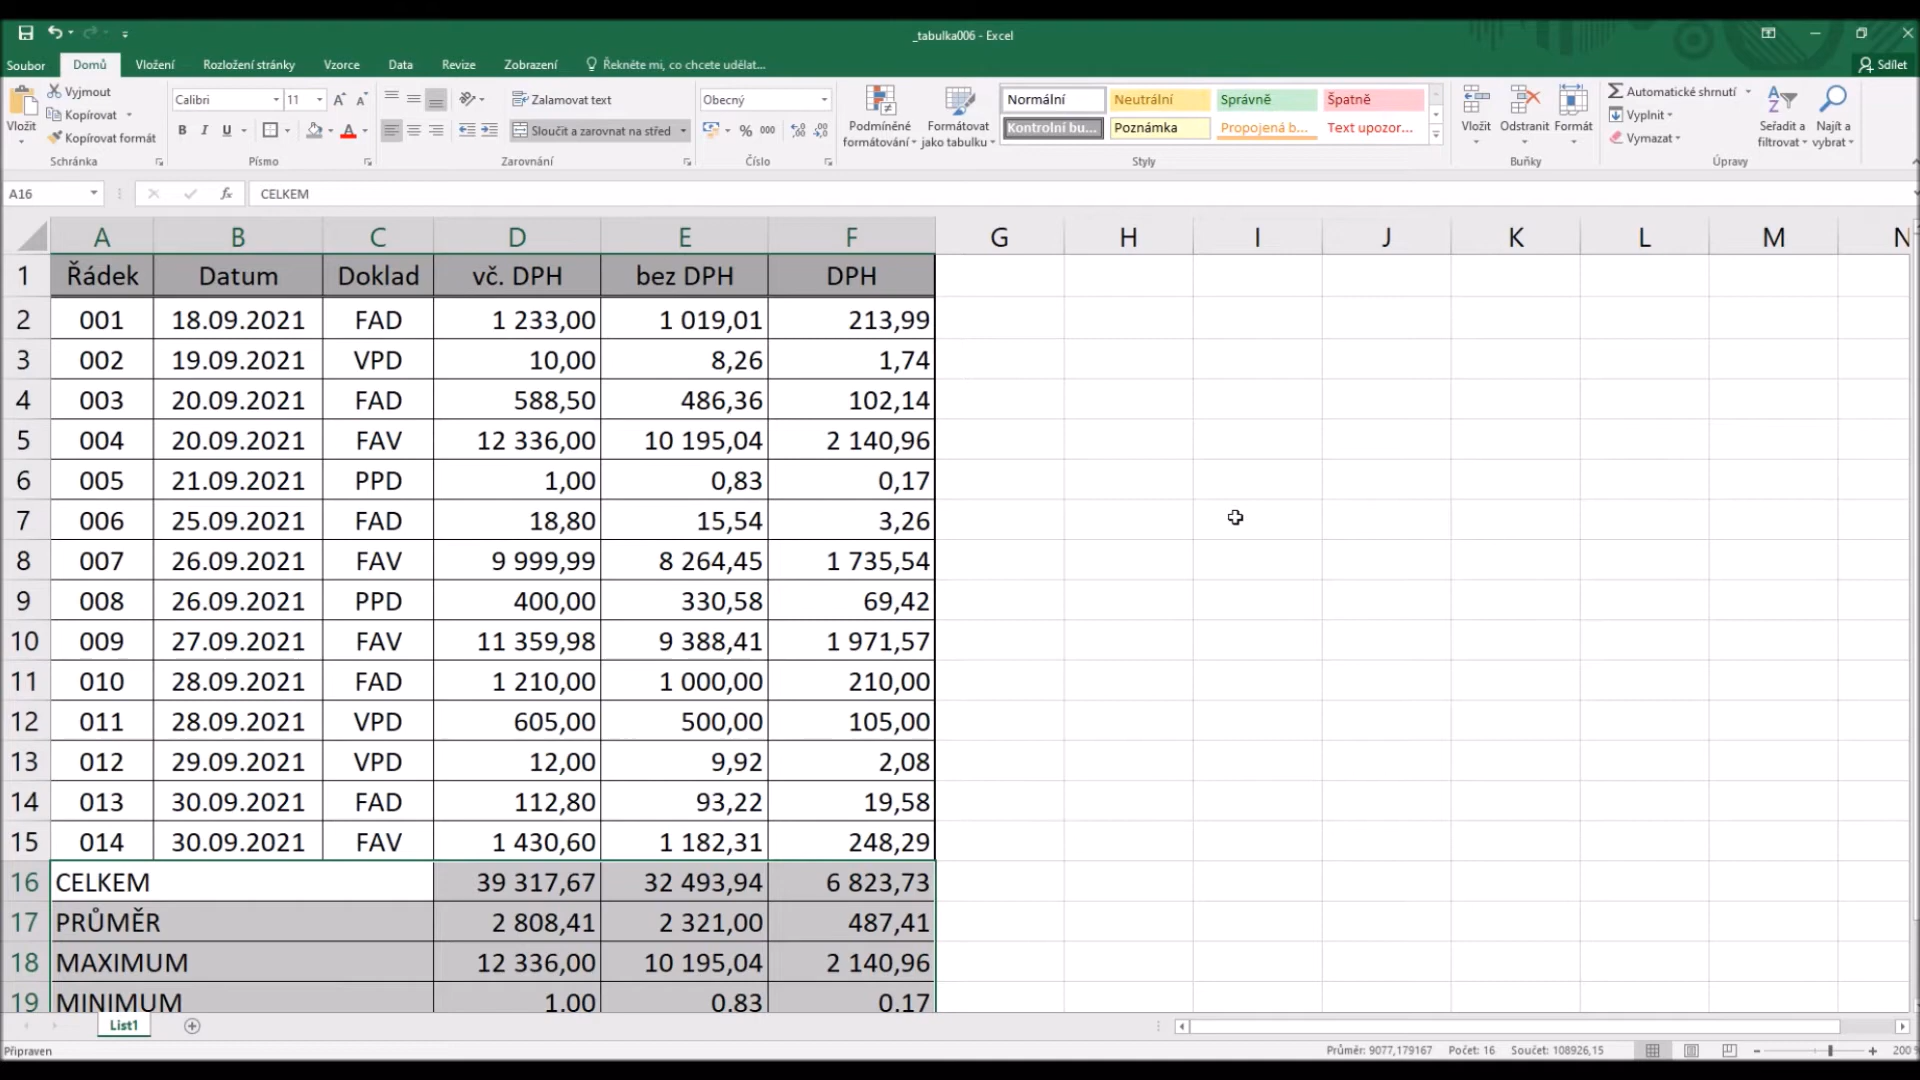 _tabulka006 - Excel
Soubor Domů Vložení Rozložení stránky Vzorce Data Revize Zobrazení Řekněte mi, co chcete udělat... Sdílet
Vložit
Vyjmout
Kopírovat
Kopírovat formát
Schránka
Calibri 11
B I U A
Písmo
Zalamovat text
Sloučit a zarovnat na střed
Zarovnání
Obecný
% 000
Číslo
Podmíněné formátování
Formátovat jako tabulku
Normální Neutrální Správně Špatně
Kontrolní bu... Poznámka Propojená b... Text upozor...
Styly
Vložit Odstranit Formát
Buňky
Automatické shrnutí
Vyplnit
Vymazat
Seřadit a filtrovat
Najít a vybrat
Úpravy
A16 fx CELKEM
A B C D E F G H I J K L M N
1 Řádek Datum Doklad vč. DPH bez DPH DPH
2 001 18.09.2021 FAD 1 233,00 1 019,01 213,99
3 002 19.09.2021 VPD 10,00 8,26 1,74
4 003 20.09.2021 FAD 588,50 486,36 102,14
5 004 20.09.2021 FAV 12 336,00 10 195,04 2 140,96
6 005 21.09.2021 PPD 1,00 0,83 0,17
7 006 25.09.2021 FAD 18,80 15,54 3,26
8 007 26.09.2021 FAV 9 999,99 8 264,45 1 735,54
9 008 26.09.2021 PPD 400,00 330,58 69,42
10 009 27.09.2021 FAV 11 359,98 9 388,41 1 971,57
11 010 28.09.2021 FAD 1 210,00 1 000,00 210,00
12 011 28.09.2021 VPD 605,00 500,00 105,00
13 012 29.09.2021 VPD 12,00 9,92 2,08
14 013 30.09.2021 FAD 112,80 93,22 19,58
15 014 30.09.2021 FAV 1 430,60 1 182,31 248,29
16 CELKEM 39 317,67 32 493,94 6 823,73
17 PRŮMĚR 2 808,41 2 321,00 487,41
18 MAXIMUM 12 336,00 10 195,04 2 140,96
19 MINIMUM 1,00 0,83 0,17
List1
Připraven Průměr: 9077,179167 Počet: 16 Součet: 108926,15 200